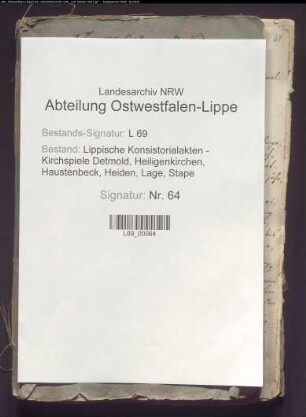 Landesarchiv NRW
Abteilung Ostwestfalen-Lippe
Bestands-Signatur: L 69
Bestand: Lippische Konsistorialakten -
Kirchspiele Detmold, Heiligenkirchen,
Haustenbeck, Heiden, Lage, Stape
Signatur: Nr. 64
L69_00064